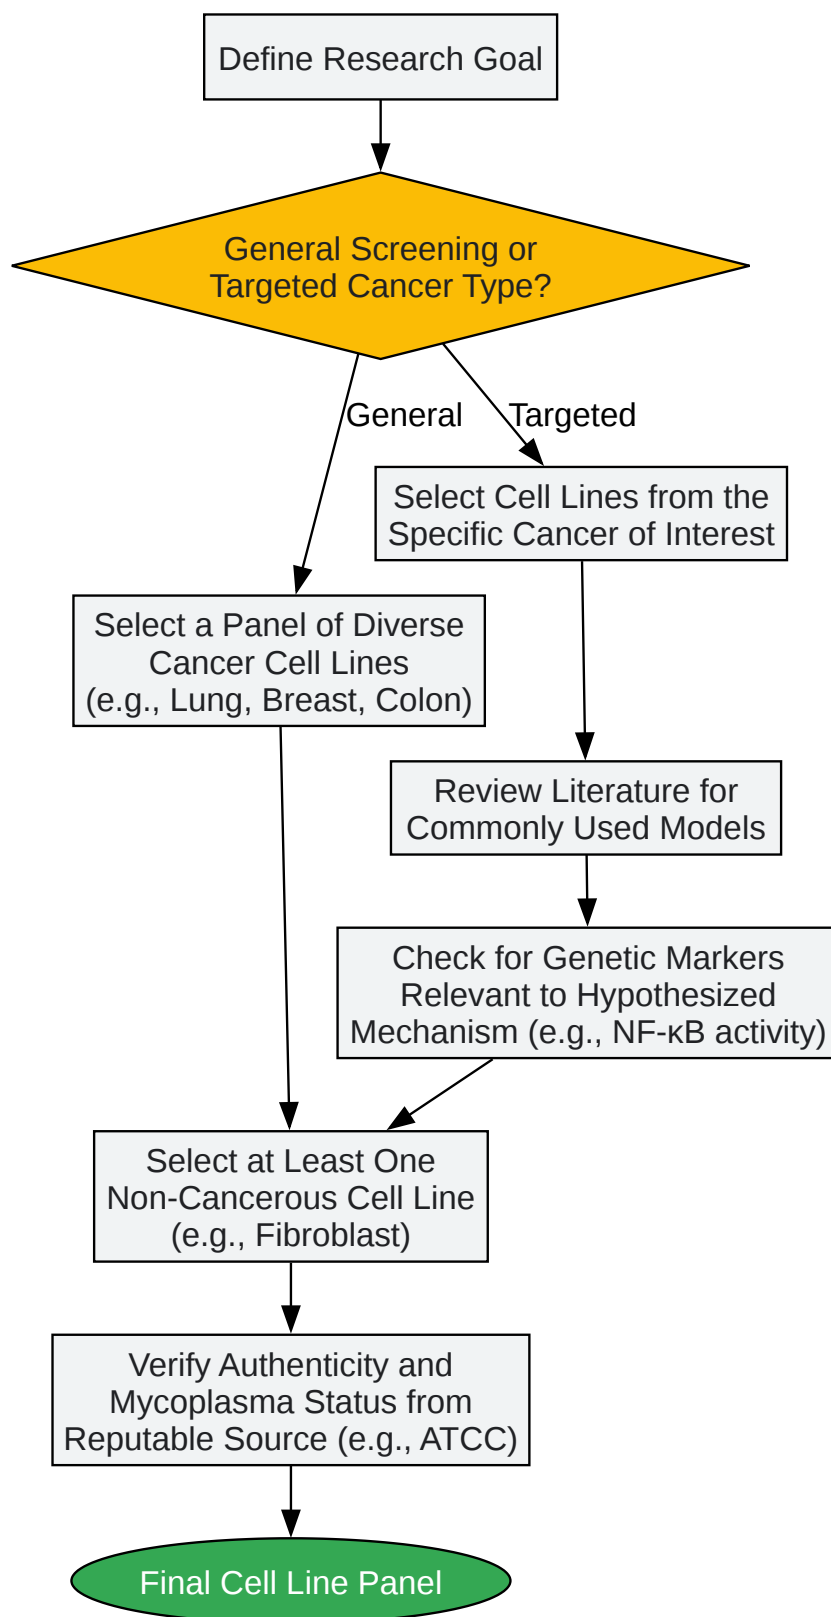 Define Research Goal
General Screening or
Targeted Cancer Type?
General
Targeted
Select Cell Lines from the
Specific Cancer of Interest
Select a Panel of Diverse
Cancer Cell Lines
(e.g., Lung, Breast, Colon)
Review Literature for
Commonly Used Models
Check for Genetic Markers
Relevant to Hypothesized
Mechanism (e.g., NF-κB activity)
Select at Least One
Non-Cancerous Cell Line
(e.g., Fibroblast)
Verify Authenticity and
Mycoplasma Status from
Reputable Source (e.g., ATCC)
Final Cell Line Panel